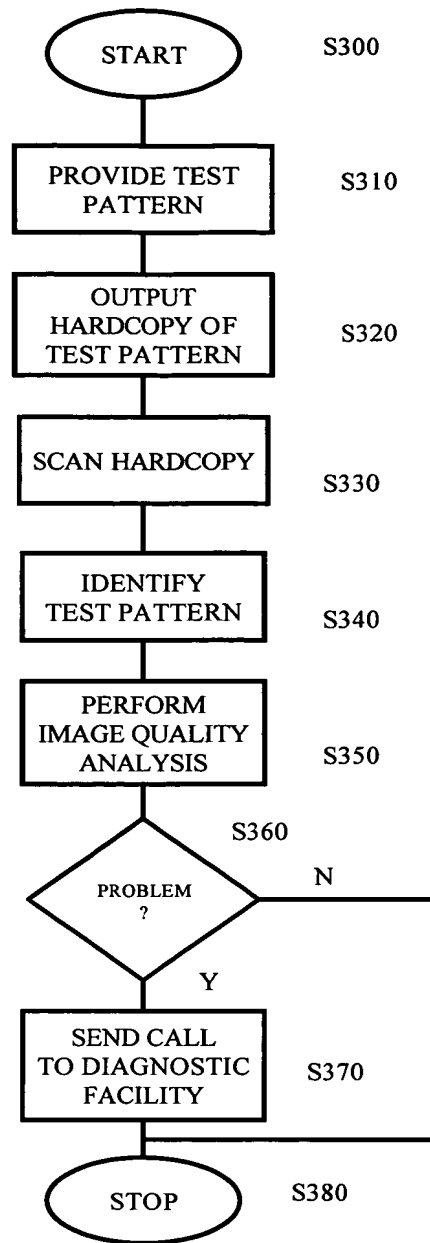 START
S300
PROVIDE TEST
PATTERN
S310
OUTPUT
HARDCOPY OF
TEST PATTERN
S320
SCAN HARDCOPY
S330
IDENTIFY
TEST PATTERN
S340
PERFORM
IMAGE QUALITY
ANALYSIS
S350
S360
PROBLEM
?
N
Y
SEND CALL
TO DIAGNOSTIC
FACILITY
S370
STOP
S380